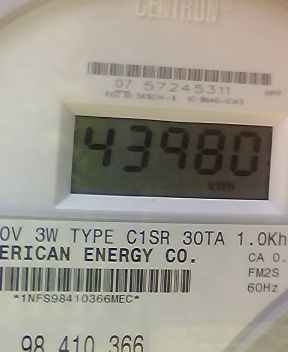 CENTRON
07 57245311
HPP
43980
kWh
0V 3W TYPE C1SR 30TA 1.0Kh
ERICAN ENERGY CO.
CA 0.
FM2S
60Hz
*1NFS98410366MEC*
98 410 366